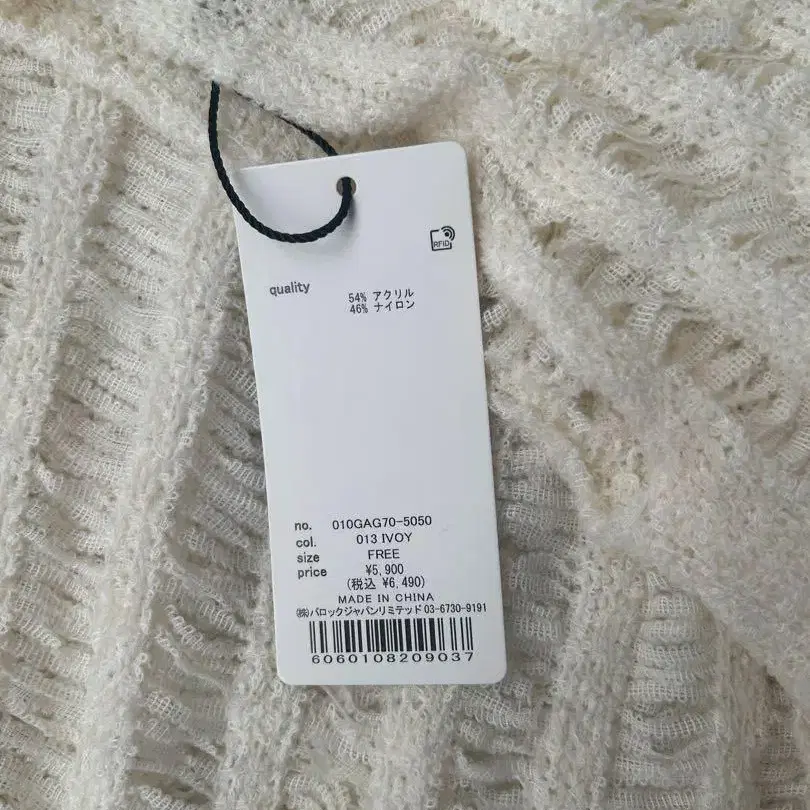 RFID
quality
54% アクリル
46% ナイロン
no. 010GAG70-5050
col. 013 IVOY
size FREE
price ¥5,900
(税込 ¥6,490)
MADE IN CHINA
㈱バロックジャパンリミテッド 03-6730-9191
6060108209037